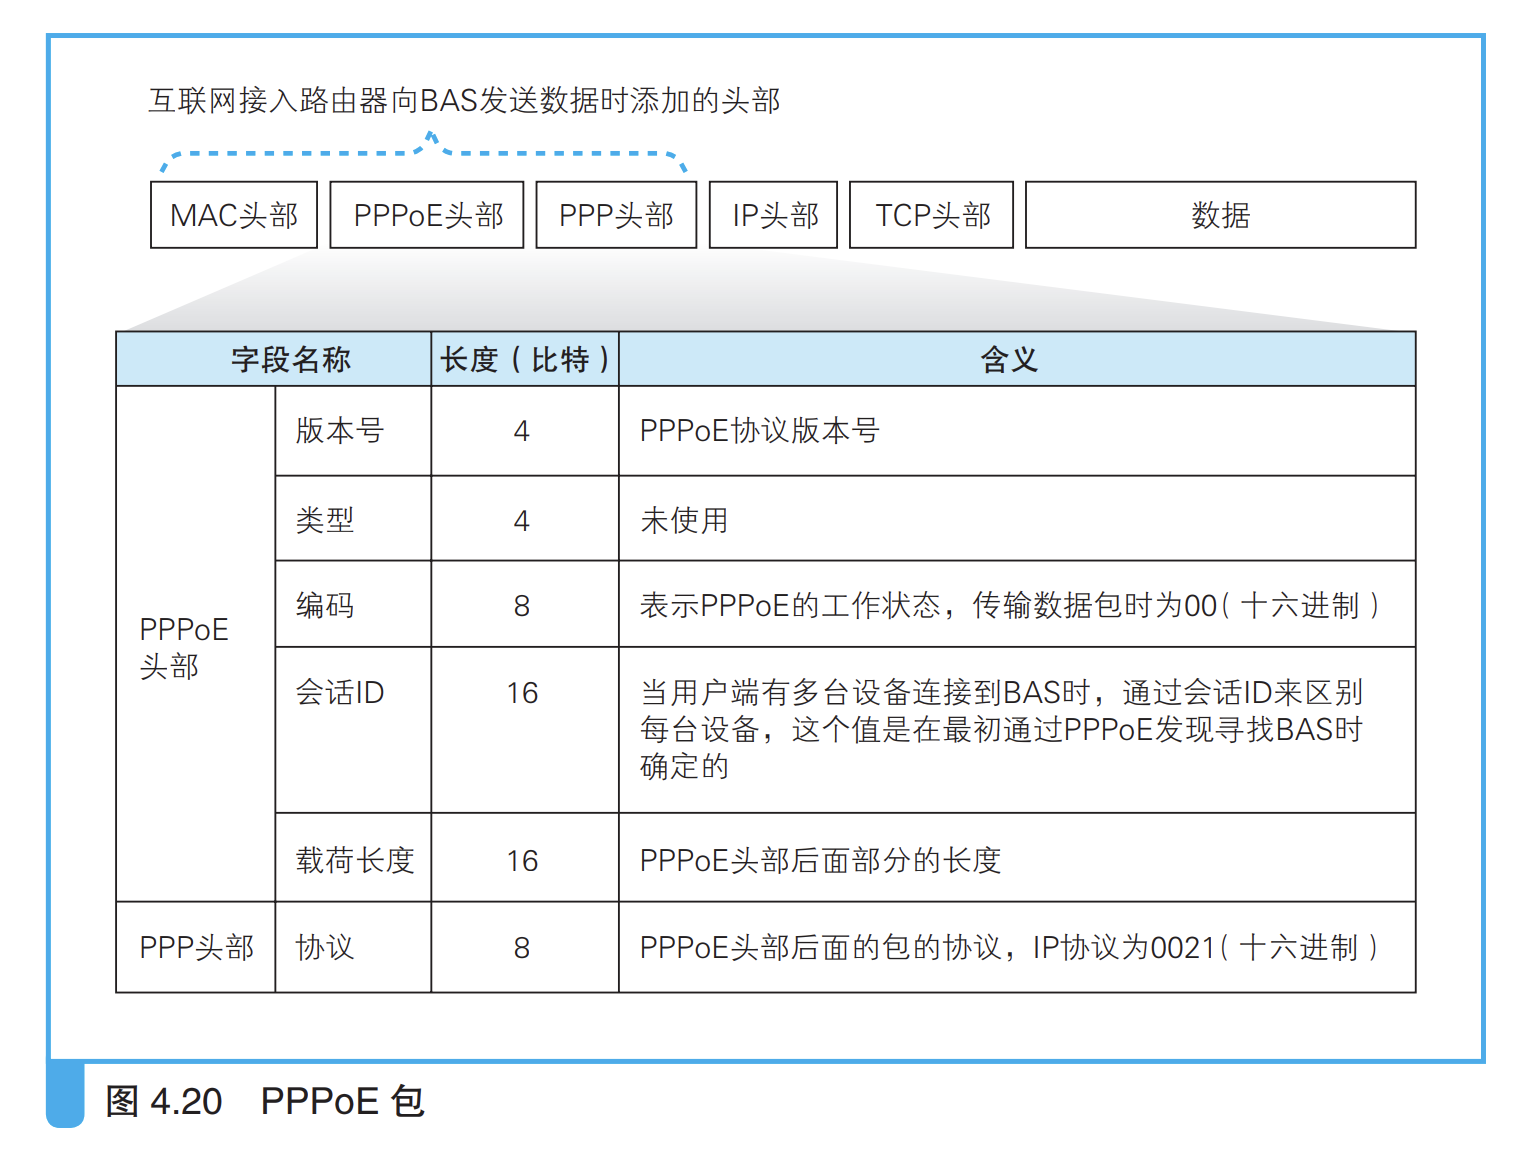 互联网接入路由器向BAS发送数据时添加的头部
MAC头部 PPPoE头部 PPP头部 IP头部 TCP头部 数据
字段名称 长度（比特） 含义
PPPoE
头部
版本号 4 PPPoE协议版本号
类型 4 未使用
编码 8 表示PPPoE的工作状态，传输数据包时为00（十六进制）
会话ID 16 当用户端有多台设备连接到BAS时，通过会话ID来区别
每台设备，这个值是在最初通过PPPoE发现寻找BAS时
确定的
载荷长度 16 PPPoE头部后面部分的长度
PPP头部 协议 8 PPPoE头部后面的包的协议，IP协议为0021（十六进制）
图 4.20 PPPoE 包